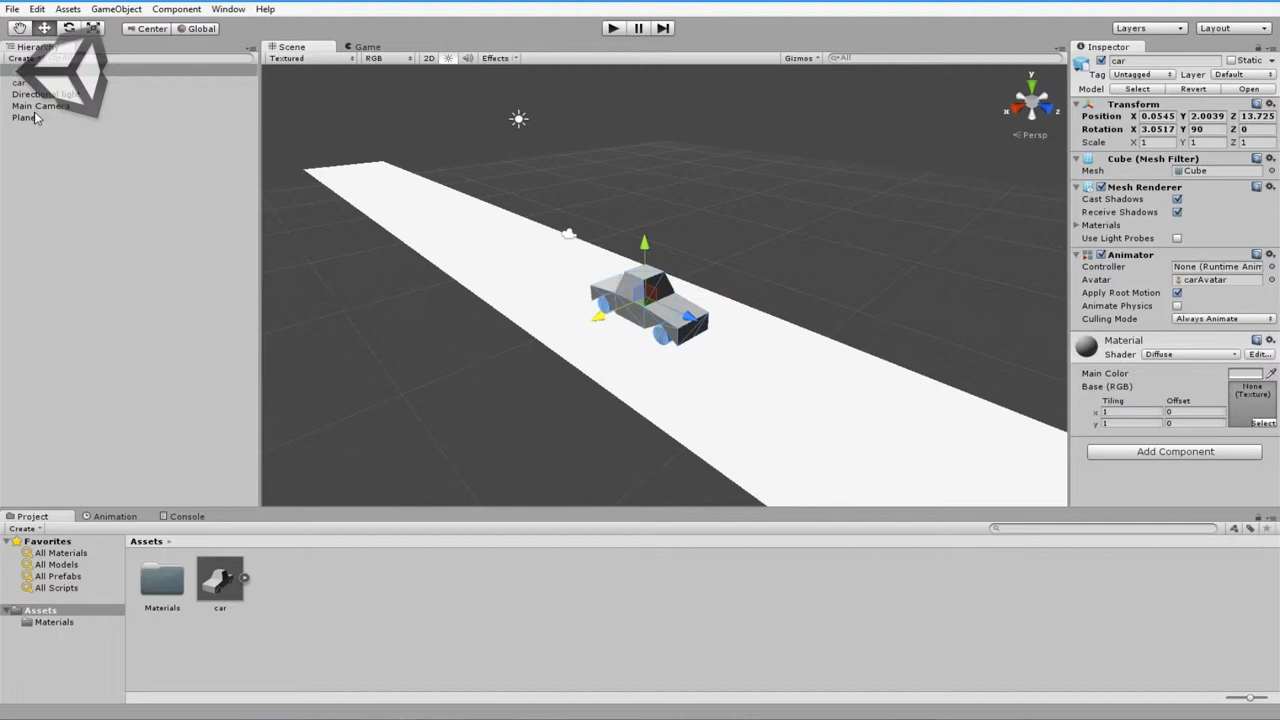 File Edit Assets GameObject Component Window Help
Center Global Layers Layout
Hierarchy
Create
car
Directional light
Main Camera
Plane
Scene Game
Textured RGB 2D Effects Gizmos All
y
x z
Persp
Inspector
car Static
Tag Untagged Layer Default
Model Select Revert Open
Transform
Position X 0.0545 Y 2.0039 Z 13.725
Rotation X 3.0517 Y 90 Z 0
Scale X 1 Y 1 Z 1
Cube (Mesh Filter)
Mesh Cube
Mesh Renderer
Cast Shadows
Receive Shadows
Materials
Use Light Probes
Animator
Controller None (Runtime Anim
Avatar carAvatar
Apply Root Motion
Animate Physics
Culling Mode Always Animate
Material
Shader Diffuse Edit...
Main Color
Base (RGB) None (Texture)
Tiling Offset
x 1 0
y 1 0 Select
Add Component
Project Animation Console
Create
Favorites
All Materials
All Models
All Prefabs
All Scripts
Assets
Materials
Assets
Materials car